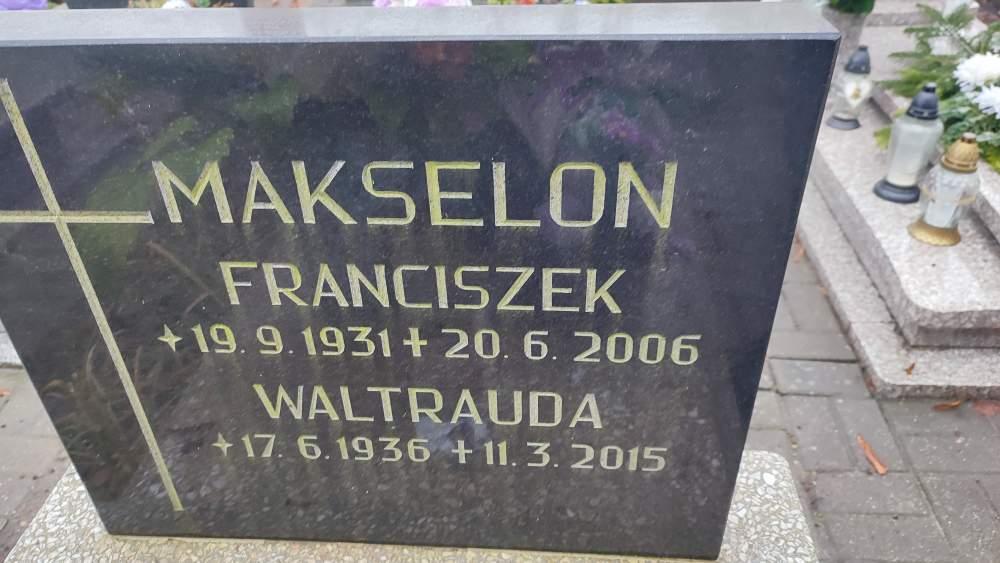 MAKSELON
FRANCISZEK
✦19.9.1931 ✝ 20.6.2006
WALTRAUDA
✦17.6.1936 ✝ 11.3.2015